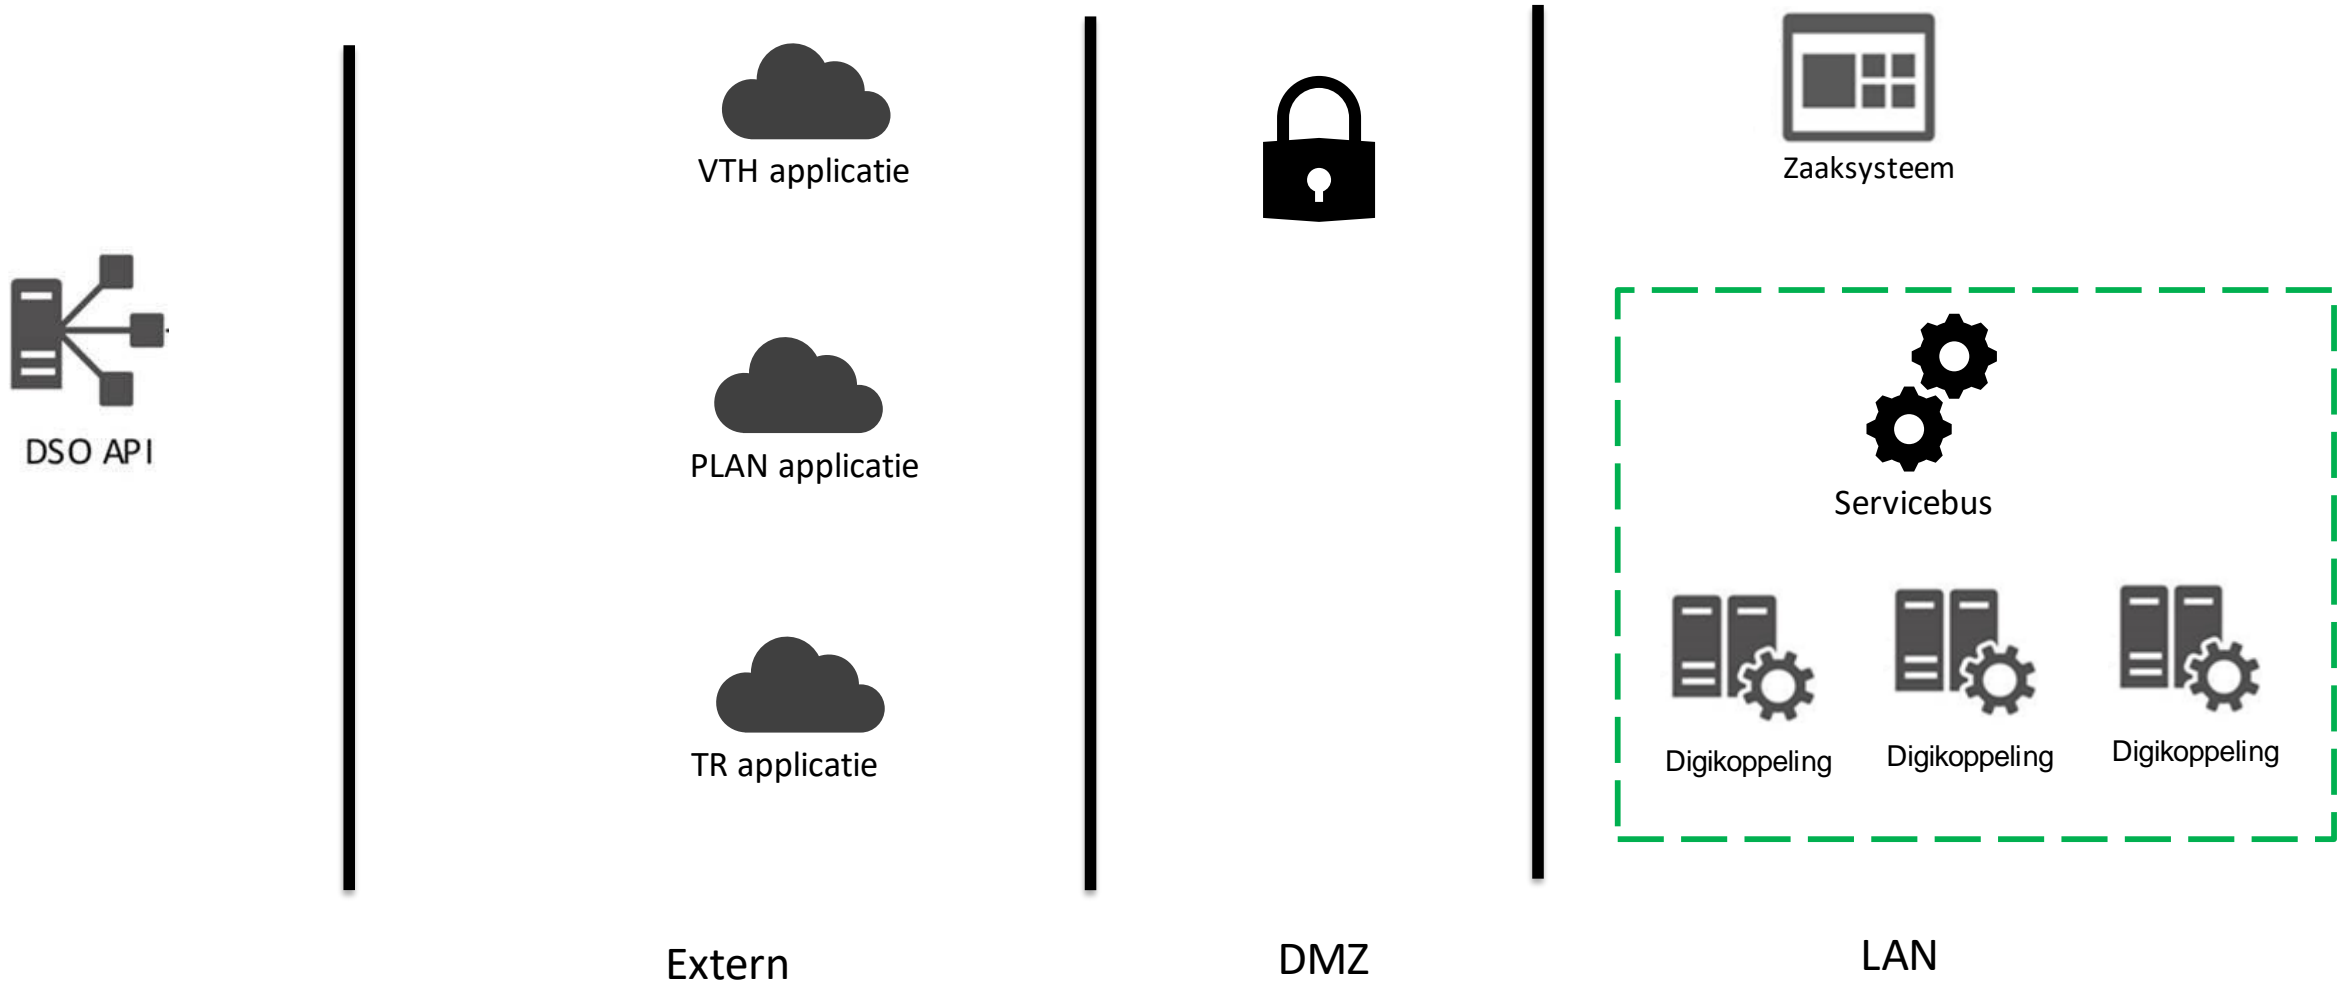 VTH applicatie
Zaaksysteem
DSO API
PLAN applicatie
Servicebus
TR applicatie
Digikoppeling
Digikoppeling
Digikoppeling
Extern
DMZ
LAN